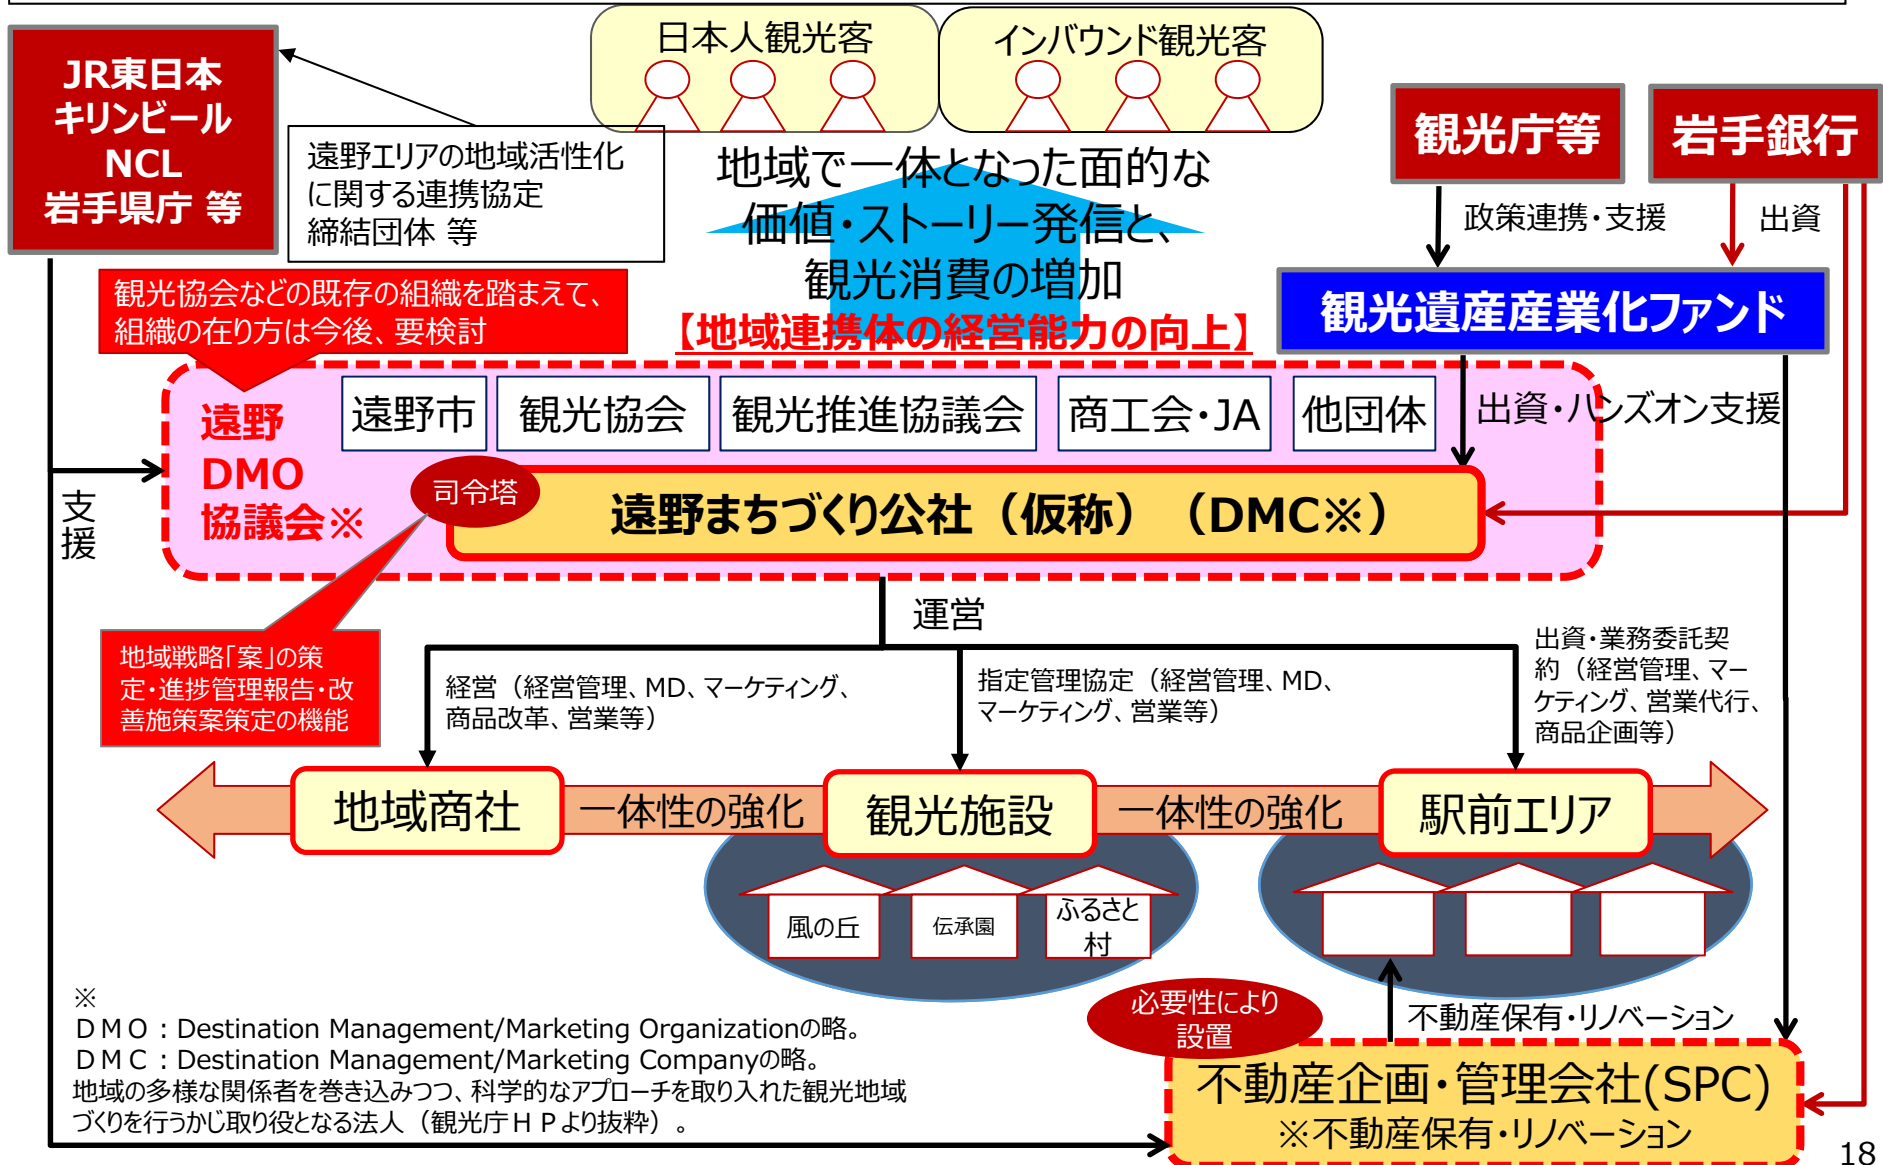 日本人観光客
インバウンド観光客
JR東日本
キリンビール
NCL
岩手県庁 等
遠野エリアの地域活性化
に関する連携協定
締結団体 等
観光庁等
岩手銀行
地域で一体となった面的な
価値・ストーリー発信と、
観光消費の増加
【地域連携体の経営能力の向上】
政策連携・支援
出資
観光遺産産業化ファンド
観光協会などの既存の組織を踏まえて、
組織の在り方は今後、要検討
遠野
DMO
協議会※
遠野市
観光協会
観光推進協議会
商工会・JA
他団体
出資・ハンズオン支援
司令塔
遠野まちづくり公社（仮称）（DMC※）
支
援
運営
地域戦略「案」の策
定・進捗管理報告・改
善施策案策定の機能
経営（経営管理、MD、マーケティング、
商品改革、営業等）
指定管理協定（経営管理、MD、
マーケティング、営業等）
出資・業務委託契
約（経営管理、マー
ケティング、営業代行、
商品企画等）
地域商社
一体性の強化
観光施設
一体性の強化
駅前エリア
風の丘
伝承園
ふるさと
村
必要性により
設置
不動産保有・リノベーション
不動産企画・管理会社(SPC)
※不動産保有・リノベーション
※
ＤＭＯ：Destination Management/Marketing Organizationの略。
ＤＭＣ：Destination Management/Marketing Companyの略。
地域の多様な関係者を巻き込みつつ、科学的なアプローチを取り入れた観光地域
づくりを行うかじ取り役となる法人（観光庁ＨＰより抜粋）。
18